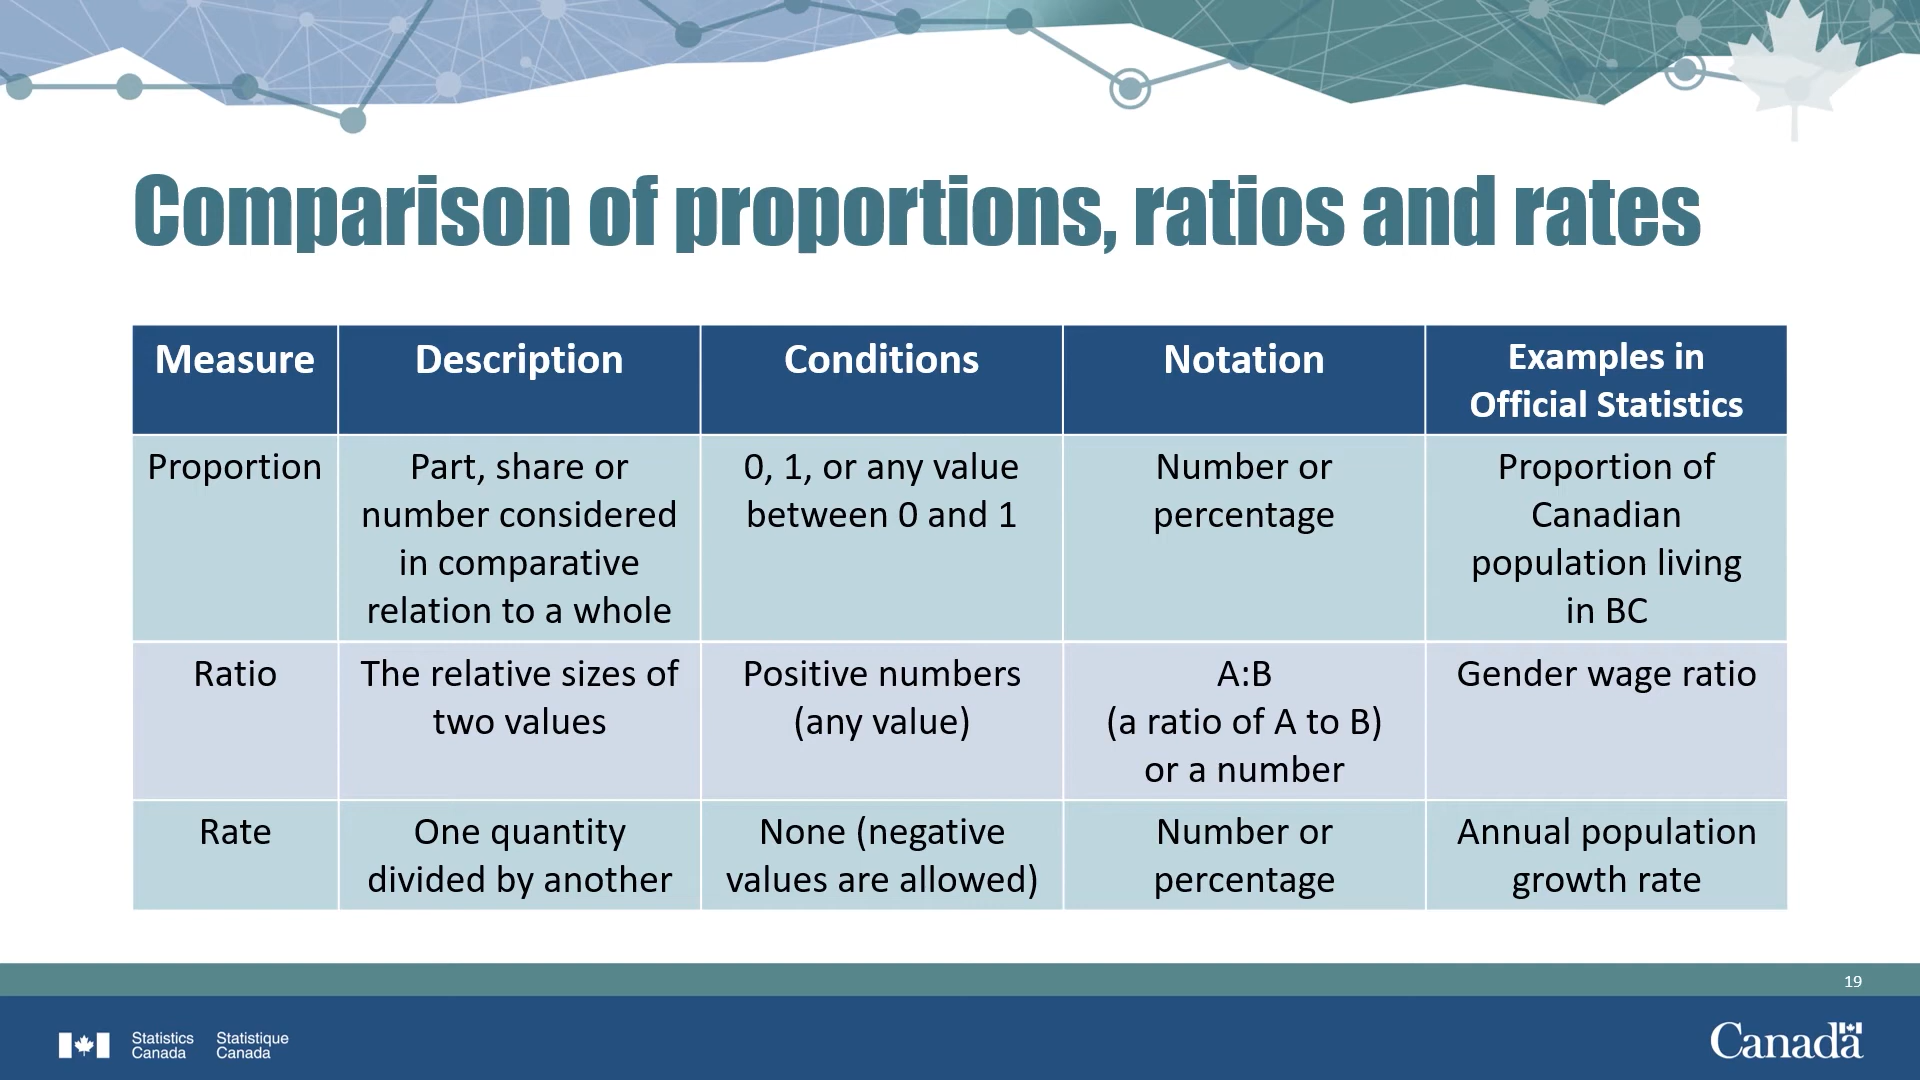 Comparison of proportions, ratios and rates
Measure
Description
Conditions
Notation
Examples in
Official Statistics
Proportion
Part, share or
number considered
in comparative
relation to a whole
0, 1, or any value
between 0 and 1
Number or
percentage
Proportion of
Canadian
population living
in BC
Ratio
The relative sizes of
two values
Positive numbers
(any value)
A:B
(a ratio of A to B)
or a number
Gender wage ratio
Rate
One quantity
divided by another
None (negative
values are allowed)
Number or
percentage
Annual population
growth rate
19
Statistics
Canada
Statistique
Canada
Canada